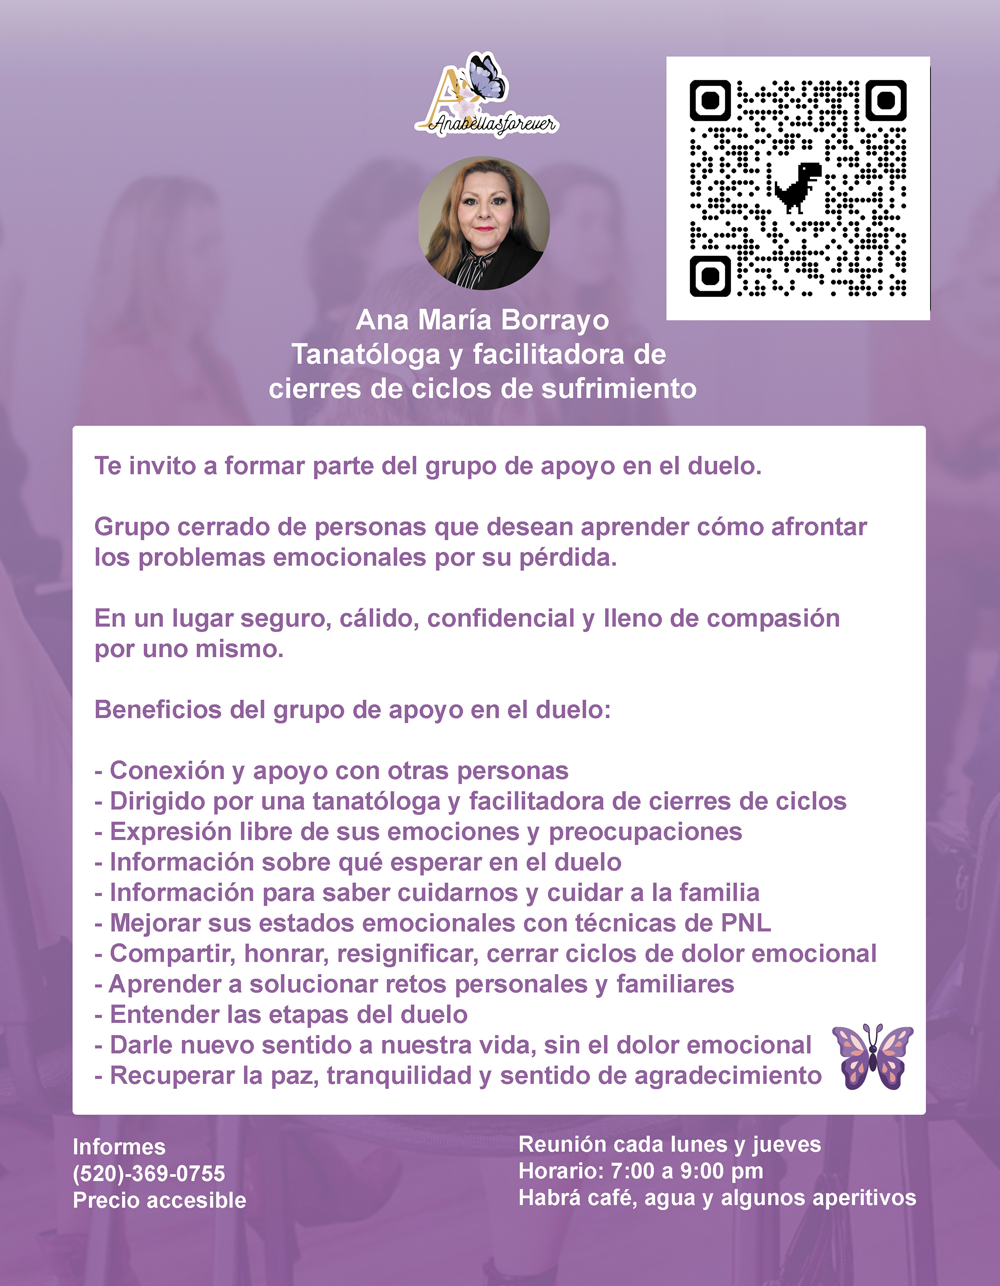 Anabellasforever
Ana María Borrayo
Tanatóloga y facilitadora de
cierres de ciclos de sufrimiento
Te invito a formar parte del grupo de apoyo en el duelo.
Grupo cerrado de personas que desean aprender cómo afrontar
los problemas emocionales por su pérdida.
En un lugar seguro, cálido, confidencial y lleno de compasión
por uno mismo.
Beneficios del grupo de apoyo en el duelo:
- Conexión y apoyo con otras personas
- Dirigido por una tanatóloga y facilitadora de cierres de ciclos
- Expresión libre de sus emociones y preocupaciones
- Información sobre qué esperar en el duelo
- Información para saber cuidarnos y cuidar a la familia
- Mejorar sus estados emocionales con técnicas de PNL
- Compartir, honrar, resignificar, cerrar ciclos de dolor emocional
- Aprender a solucionar retos personales y familiares
- Entender las etapas del duelo
- Darle nuevo sentido a nuestra vida, sin el dolor emocional
- Recuperar la paz, tranquilidad y sentido de agradecimiento
Informes
(520)-369-0755
Precio accesible
Reunión cada lunes y jueves
Horario: 7:00 a 9:00 pm
Habrá café, agua y algunos aperitivos